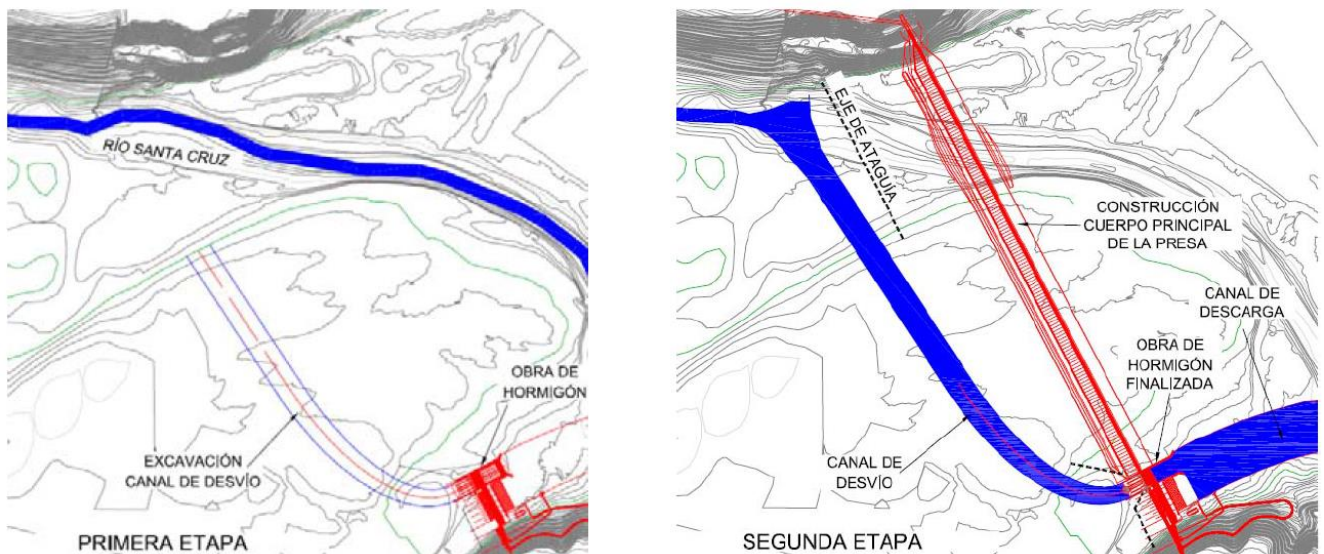 RÍO SANTA CRUZ
OBRA DE
HORMIGÓN
EXCAVACIÓN
CANAL DE DESVÍO
PRIMERA ETAPA
EJE DE ATAGUÍA
CONSTRUCCIÓN
CUERPO PRINCIPAL
DE LA PRESA
CANAL DE
DESCARGA
OBRA DE
HORMIGÓN
FINALIZADA
CANAL DE
DESVÍO
SEGUNDA ETAPA